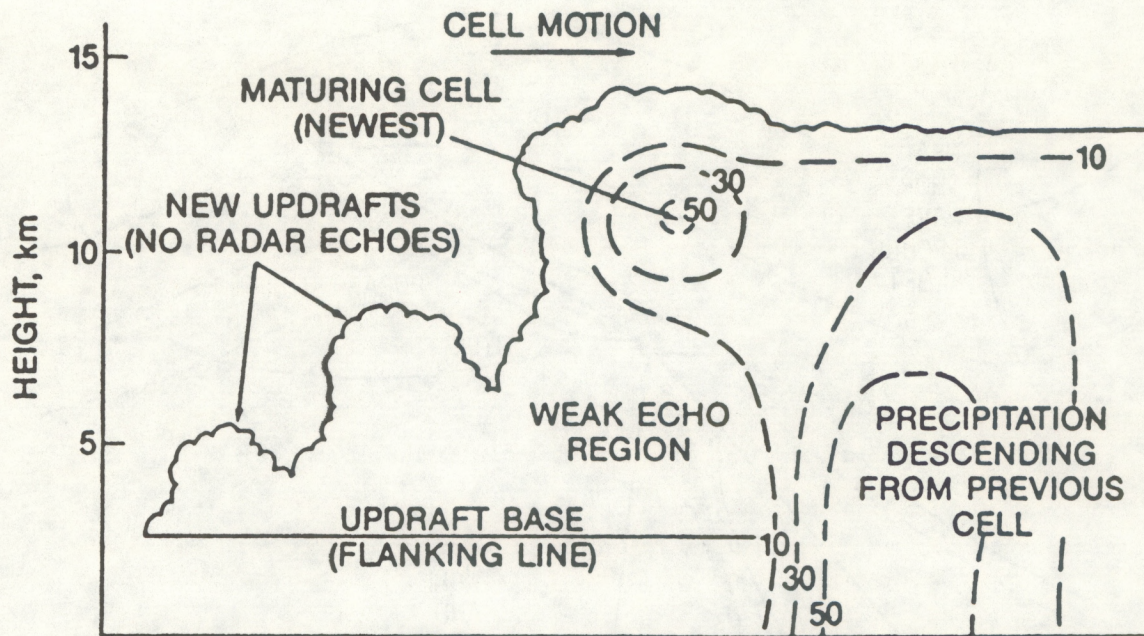 CELL MOTION
15
MATURING CELL
(NEWEST)
10
30
50
NEW UPDRAFTS
(NO RADAR ECHOES)
10
HEIGHT, km
WEAK ECHO
REGION
PRECIPITATION
DESCENDING
FROM PREVIOUS
CELL
5
UPDRAFT BASE
(FLANKING LINE)
10
30
50